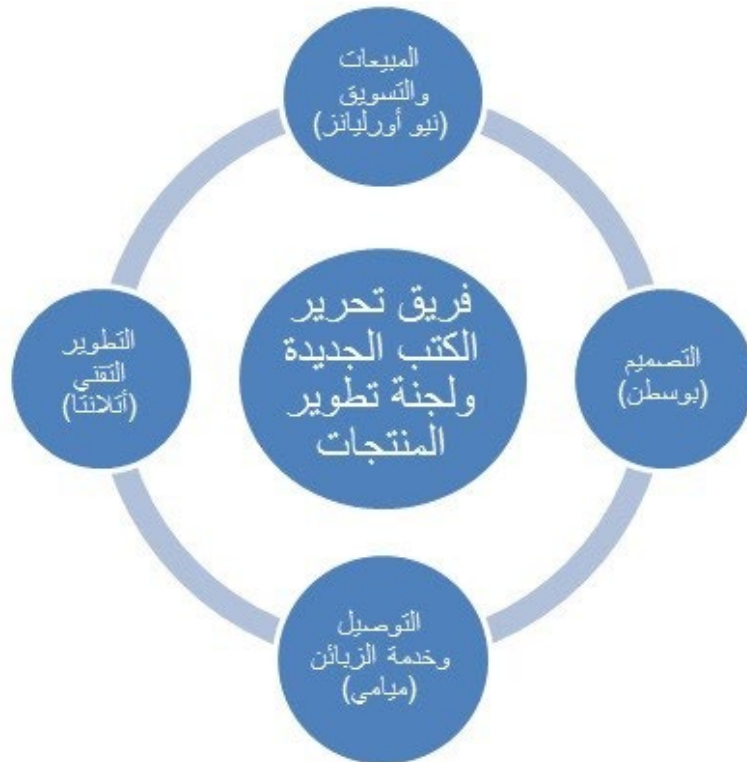 المبيعات
والتسويق
(نيو أورليانز)
فريق تحرير
الكتب الجديدة
ولجنة تطوير
المنتجات
التصميم
(بوسطن)
التطوير
التقني
(أتلانتا)
التوصيل
وخدمة الزبائن
(ميامي)